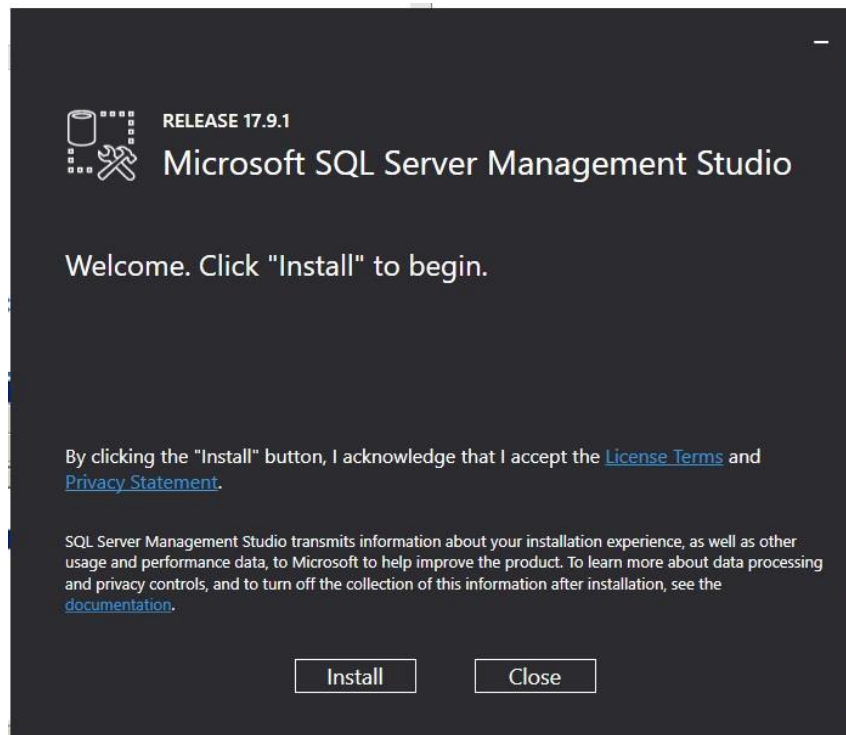 RELEASE 17.9.1
Microsoft SQL Server Management Studio
Welcome. Click "Install" to begin.
By clicking the "Install" button, I acknowledge that I accept the License Terms and
Privacy Statement.
SQL Server Management Studio transmits information about your installation experience, as well as other
usage and performance data, to Microsoft to help improve the product. To learn more about data processing
and privacy controls, and to turn off the collection of this information after installation, see the
documentation.
Install
Close